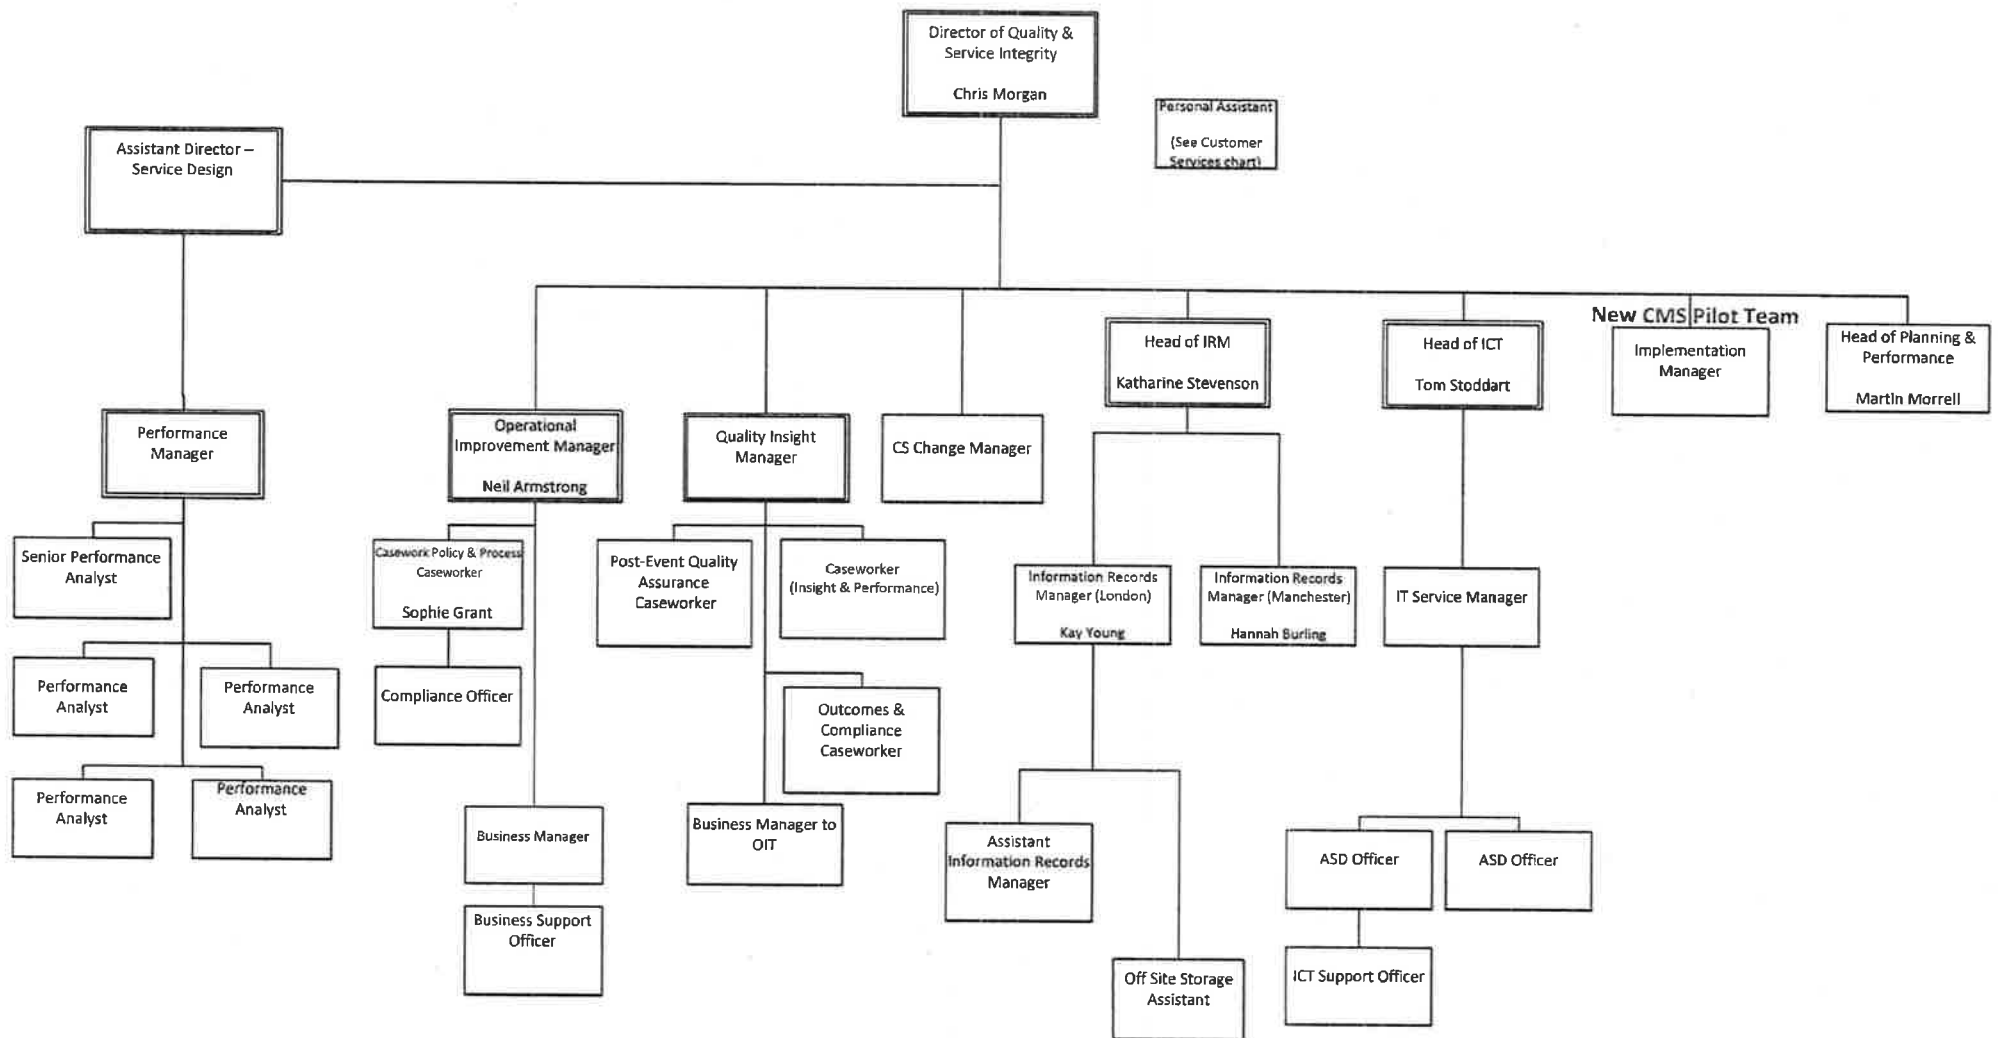 Director of Quality &
Service Integrity
Chris Morgan
Personal Assistant
(See Customer
Services chart)
Assistant Director –
Service Design
New CMS Pilot Team
Head of IRM
Katharine Stevenson
Head of ICT
Tom Stoddart
Implementation
Manager
Head of Planning &
Performance
Martin Morrell
Performance
Manager
Operational
Improvement Manager
Neil Armstrong
Quality Insight
Manager
CS Change Manager
Senior Performance
Analyst
Casework Policy & Process
Caseworker
Sophie Grant
Post-Event Quality
Assurance
Caseworker
Caseworker
(Insight & Performance)
Information Records
Manager (London)
Kay Young
Information Records
Manager (Manchester)
Hannah Burling
IT Service Manager
Performance
Analyst
Performance
Analyst
Compliance Officer
Outcomes &
Compliance
Caseworker
Performance
Analyst
Performance
Analyst
Business Manager
Business Manager to
OIT
Assistant
Information Records
Manager
ASD Officer
ASD Officer
Business Support
Officer
Off Site Storage
Assistant
ICT Support Officer